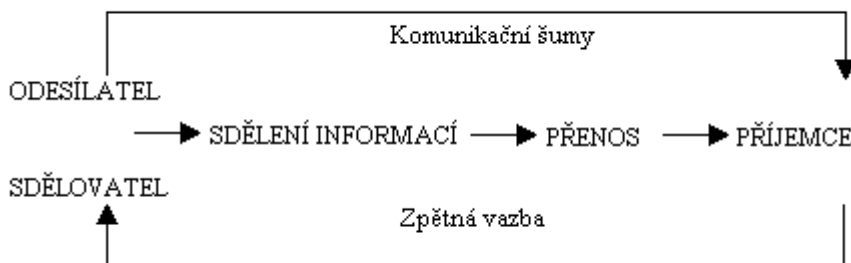 Komunikační šumy
ODESÍLATEL
SDĚLENÍ INFORMACÍ PŘENOS PŘÍJEMCE
SDĚLOVATEL
Zpětná vazba